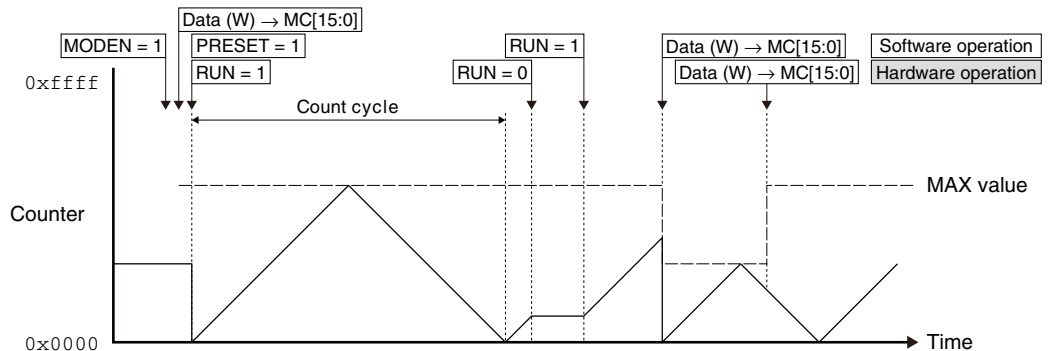 Data (W) → MC[15:0]
MODEN = 1
PRESET = 1
RUN = 1
RUN = 1
RUN = 0
Data (W) → MC[15:0]
Data (W) → MC[15:0]
Software operation
Hardware operation
0xffff
Count cycle
MAX value
Counter
0x0000
Time